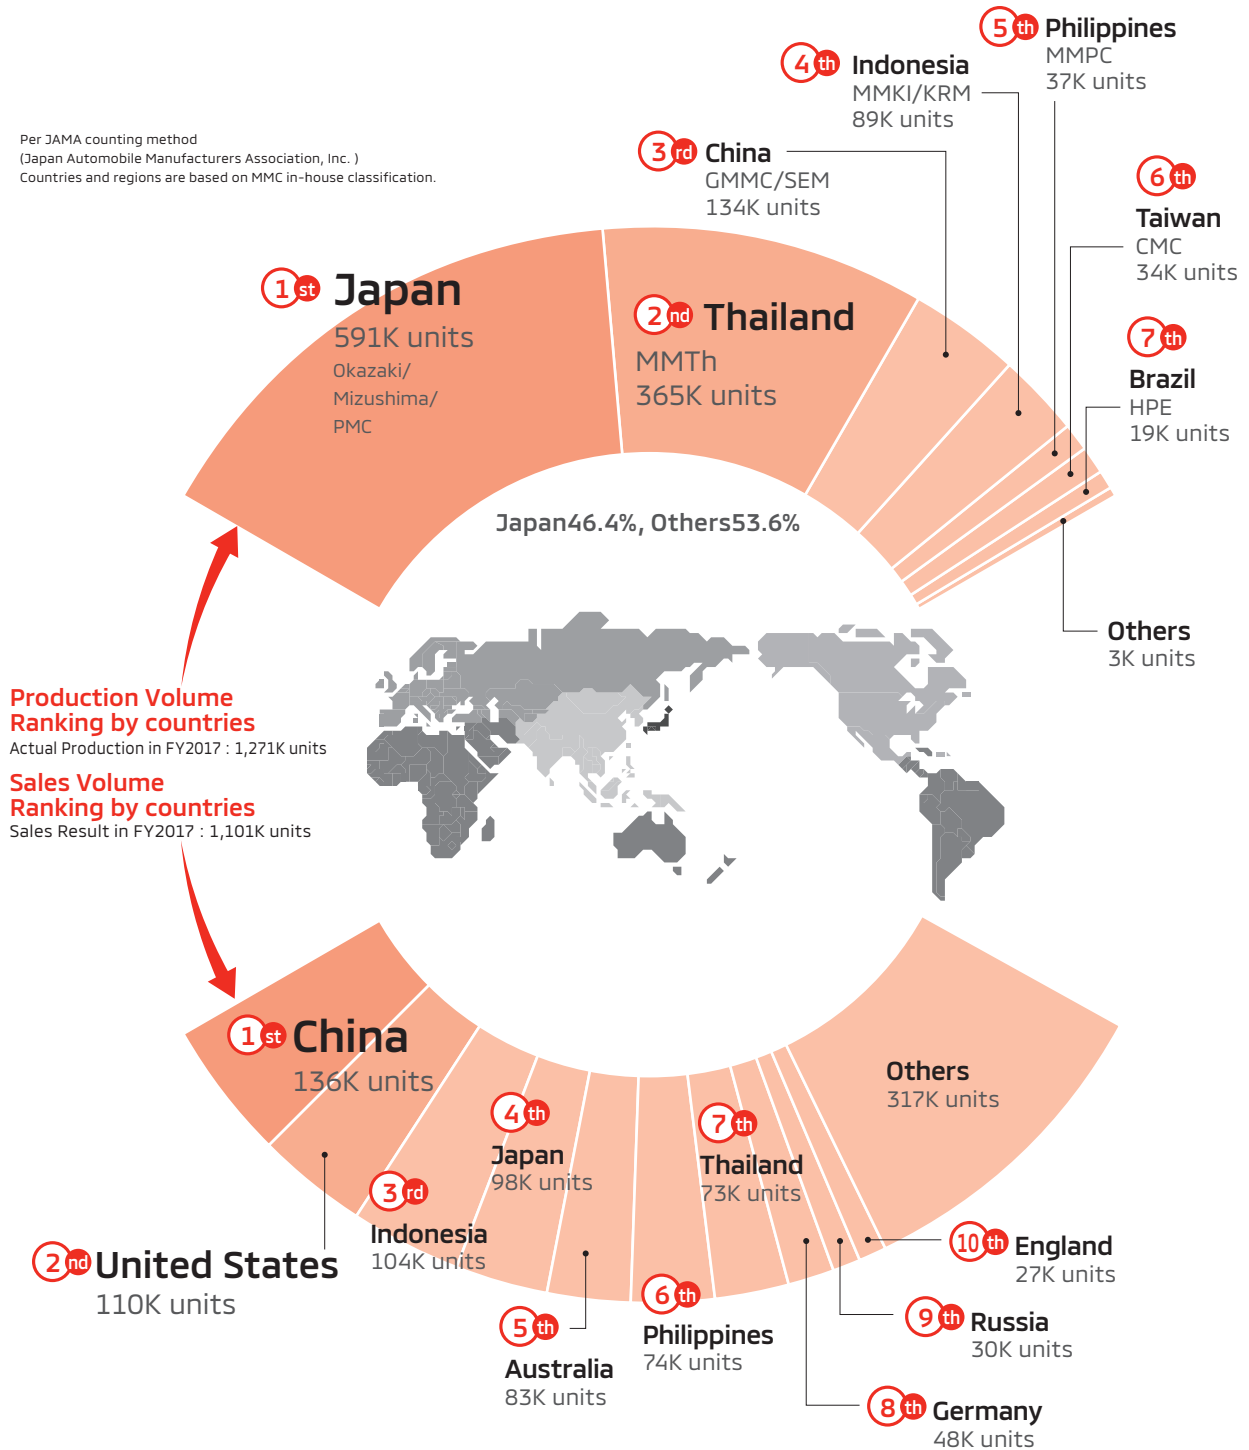 Per JAMA counting method
(Japan Automobile Manufacturers Association, Inc. )
Countries and regions are based on MMC in-house classification.
1st Japan
591K units
Okazaki/
Mizushima/
PMC
2nd Thailand
MMTh
365K units
3rd China
GMMC/SEM
134K units
4th Indonesia
MMKI/KRM
89K units
5th Philippines
MMPC
37K units
6th
Taiwan
CMC
34K units
7th
Brazil
HPE
19K units
Others
3K units
Japan46.4%, Others53.6%
Production Volume
Ranking by countries
Actual Production in FY2017 : 1,271K units
Sales Volume
Ranking by countries
Sales Result in FY2017 : 1,101K units
1st China
136K units
2nd United States
110K units
3rd
Indonesia
104K units
4th
Japan
98K units
5th
Australia
83K units
6th
Philippines
74K units
7th
Thailand
73K units
8th Germany
48K units
9th Russia
30K units
10th England
27K units
Others
317K units